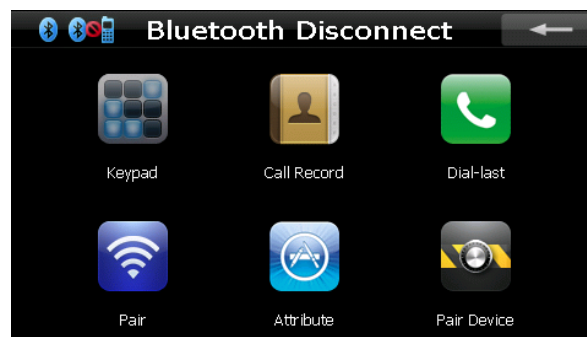 Bluetooth Disconnect
Keypad Call Record Dial-last
Pair Attribute Pair Device